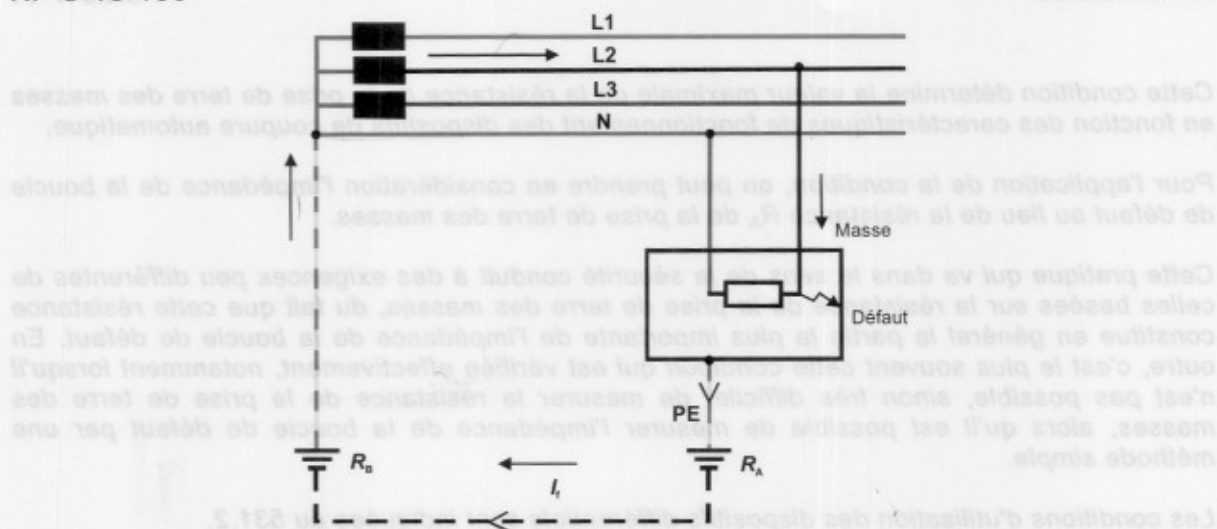 L1
L2
Cette condition détermine la valeur maximale de la résistance de la prise de terre des masses
L3
en fonction des caractéristiques de fonctionnement des dispositifs de coupure automatique.
N
Pour l'application de la condition, on peut prendre en considération l'impédance de la boucle
de défaut au lieu de la résistance RA de la prise de terre des masses.
Masse
Cette pratique qui va dans le sens de la sécurité conduit à des exigences peu différentes de
celles basées sur la résistance de la prise de terre des masses, du fait que cette résistance
Défaut
constitue en général la partie la plus importante de l'impédance de la boucle de défaut. En
outre, c'est le plus souvent cette condition qui est vérifiée effectivement, notamment lorsqu'il
n'est pas possible, sinon très difficile, de mesurer la résistance de la prise de terre des
PE
masses, alors qu'il est possible de mesurer l'impédance de la boucle de défaut par une
méthode simple.
RB
RA
If
Les conditions d'utilisation des dispositifs différentiels sont indiquées au 531.2.